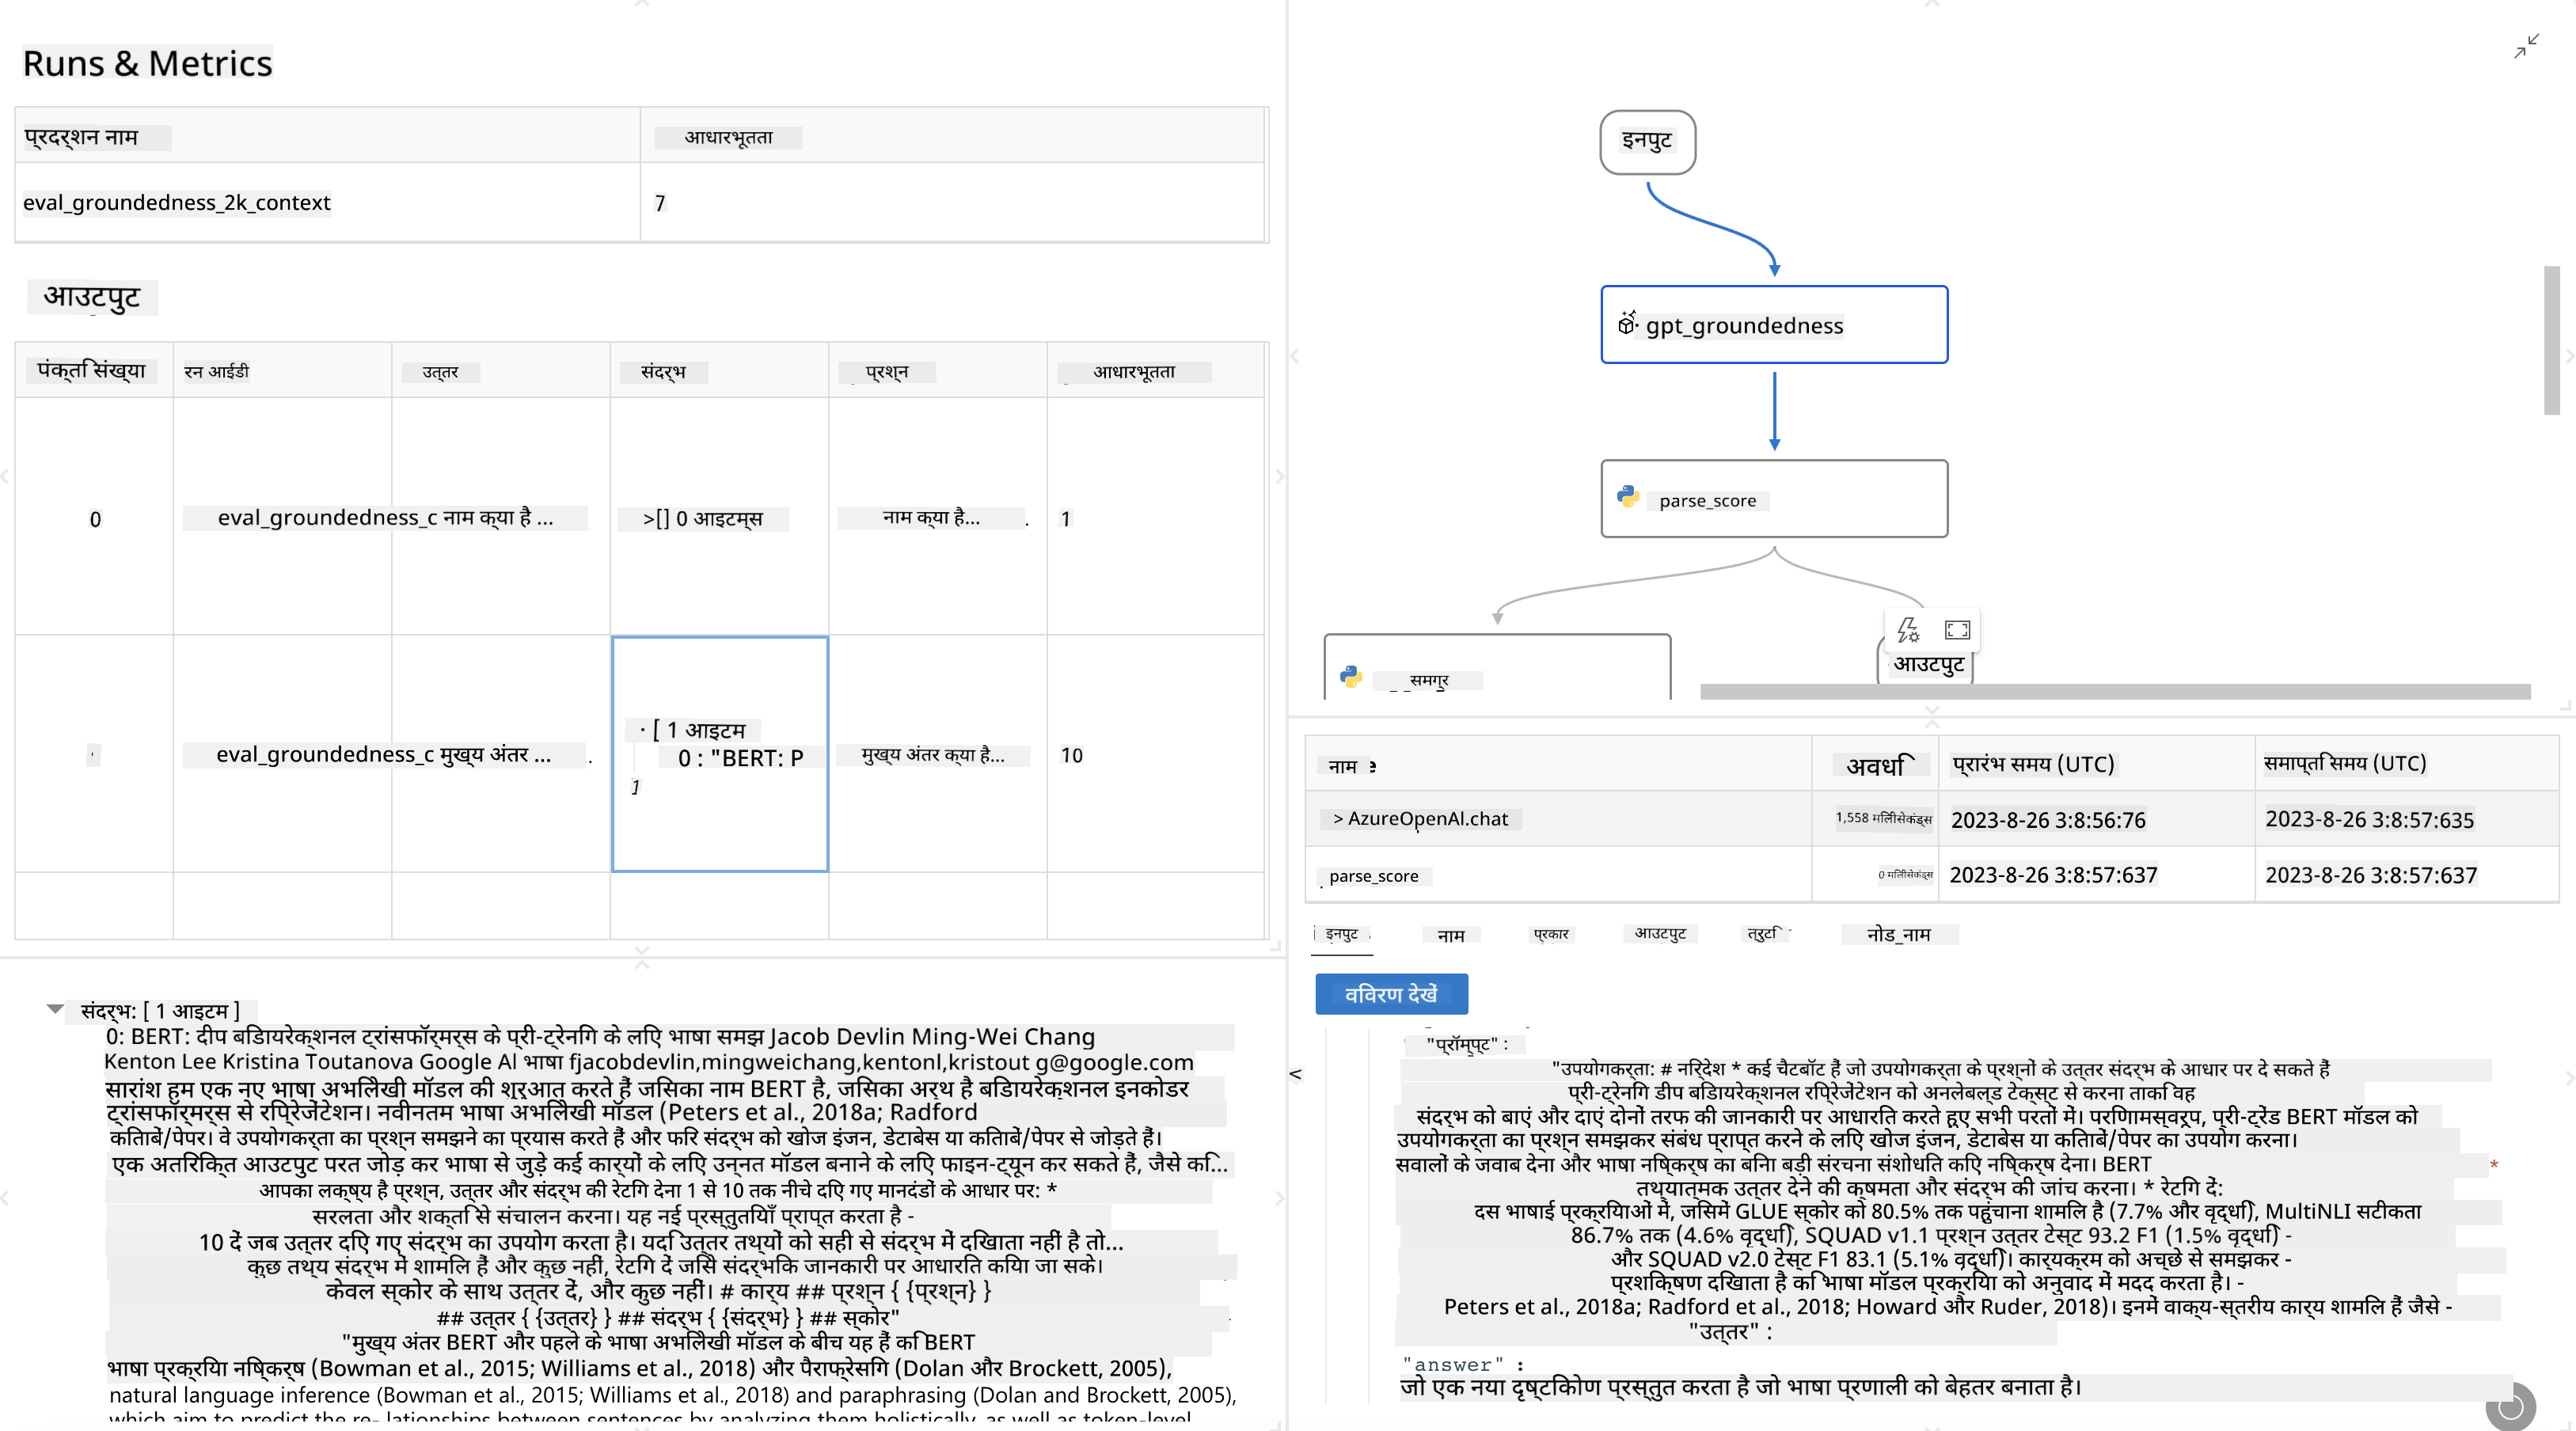 Runs & Metrics
प्रदर्शन नाम
आधारभूतता
eval_groundedness_2k_context
7
आउटपुट
पंक्ति संख्या
रन आईडी
उत्तर
संदर्भ
प्रश्न
आधारभूतता
0
eval_groundedness_c नाम क्या है ...
>[] 0 आइटम्स
नाम क्या है...
1
eval_groundedness_c मुख्य अंतर ...
· [ 1 आइटम
0 : "BERT: P
मुख्य अंतर क्या है...
10
संदर्भ: [ 1 आइटम ]
0: BERT: दीप बिडायरेक्शनल ट्रांसफॉर्मर्स के प्री-ट्रेनिंग के लिए भाषा समझ Jacob Devlin Ming-Wei Chang
Kenton Lee Kristina Toutanova Google AI भाषा fjacobdevlin,mingweichang,kentonl,kristout g@google.com
सारांश हम एक नए भाषा अभिलेखी मॉडल की शुरुआत करते हैं जिसका नाम BERT है, जिसका अर्थ है बिडायरेक्शनल इनकोडर
ट्रांसफॉर्मर्स से रिप्रेजेंटेशन। नवीनतम भाषा अभिलेखी मॉडल (Peters et al., 2018a; Radford
किताबें/पेपर। वे उपयोगकर्ता का प्रश्न समझने का प्रयास करते हैं और फिर संदर्भ को खोज इंजन, डेटाबेस या किताबें/पेपर से जोड़ते हैं।
एक अतिरिक्त आउटपुट परत जोड़ कर भाषा से जुड़े कई कार्यों के लिए उन्नत मॉडल बनाने के लिए फाइन-ट्यून कर सकते हैं, जैसे कि...
आपका लक्ष्य है प्रश्न, उत्तर और संदर्भ की रेटिंग देना 1 से 10 तक नीचे दिए गए मानदंडों के आधार पर: *
सरलता और शक्ति से संचालन करना। यह नई प्रस्तुतियाँ प्राप्त करता है -
10 दें जब उत्तर दिए गए संदर्भ का उपयोग करता है। यदि उत्तर तथ्यों को सही से संदर्भ में दिखाता नहीं है तो...
कुछ तथ्य संदर्भ में शामिल हैं और कुछ नहीं, रेटिंग दें जिसे संदर्भिक जानकारी पर आधारित किया जा सके।
केवल स्कोर के साथ उत्तर दें, और कुछ नहीं। # कार्य ## प्रश्न { {प्रश्न} }
## उत्तर { {उत्तर} } ## संदर्भ { {संदर्भ} } ## स्कोर"
"मुख्य अंतर BERT और पहले के भाषा अभिलेखी मॉडल के बीच यह हैं कि BERT
भाषा प्रक्रिया निष्कर्ष (Bowman et al., 2015; Williams et al., 2018) और पैराफ्रेसिंग (Dolan और Brockett, 2005),
natural language inference (Bowman et al., 2015; Williams et al., 2018) and paraphrasing (Dolan and Brockett, 2005),
which aim to predict the re- lationships between sentences by analyzing them holistically, as well as token-level
इनपुट
gpt_groundedness
parse_score
समग्र
आउटपुट
नाम
अवधि
प्रारंभ समय (UTC)
समाप्ति समय (UTC)
> AzureOpenAI.chat
1,558 मिलीसेकंड्स
2023-8-26 3:8:56:76
2023-8-26 3:8:57:635
parse_score
0 मिलीसेकंड्स
2023-8-26 3:8:57:637
2023-8-26 3:8:57:637
इनपुट
नाम
प्रकार
आउटपुट
त्रुटि
नोड_नाम
विवरण देखें
"प्रॉम्प्ट" :
"उपयोगकर्ता: # निर्देश * कई चैटबॉट हैं जो उपयोगकर्ता के प्रश्नों के उत्तर संदर्भ के आधार पर दे सकते हैं
प्री-ट्रेनिंग डीप बिडायरेक्शनल रिप्रेजेंटेशन को अनलेबल्ड टेक्स्ट से करना ताकि वह
संदर्भ को बाएं और दाएं दोनों तरफ की जानकारी पर आधारित करते हुए सभी परतों में। परिणामस्वरूप, प्री-ट्रेंड BERT मॉडल को
उपयोगकर्ता का प्रश्न समझकर संबंध प्राप्त करने के लिए खोज इंजन, डेटाबेस या किताबें/पेपर का उपयोग करना।
सवालों के जवाब देना और भाषा निष्कर्ष का बिना बड़ी संरचना संशोधित किए निष्कर्ष देना। BERT *
तथ्यात्मक उत्तर देने की क्षमता और संदर्भ की जांच करना। * रेटिंग दें:
दस भाषाई प्रक्रियाओं में, जिसमें GLUE स्कोर को 80.5% तक पहुंचाना शामिल है (7.7% और वृद्धि), MultiNLI सटीकता
86.7% तक (4.6% वृद्धि), SQUAD v1.1 प्रश्न उत्तर टेस्ट 93.2 F1 (1.5% वृद्धि) -
और SQUAD v2.0 टेस्ट F1 83.1 (5.1% वृद्धि)। कार्यक्रम को अच्छे से समझकर -
प्रशिक्षण दिखाता है कि भाषा मॉडल प्रक्रिया को अनुवाद में मदद करता है। -
Peters et al., 2018a; Radford et al., 2018; Howard और Ruder, 2018)। इनमें वाक्य-स्तरीय कार्य शामिल हैं जैसे -
"उत्तर" :
"answer" :
जो एक नया दृष्टिकोण प्रस्तुत करता है जो भाषा प्रणाली को बेहतर बनाता है।